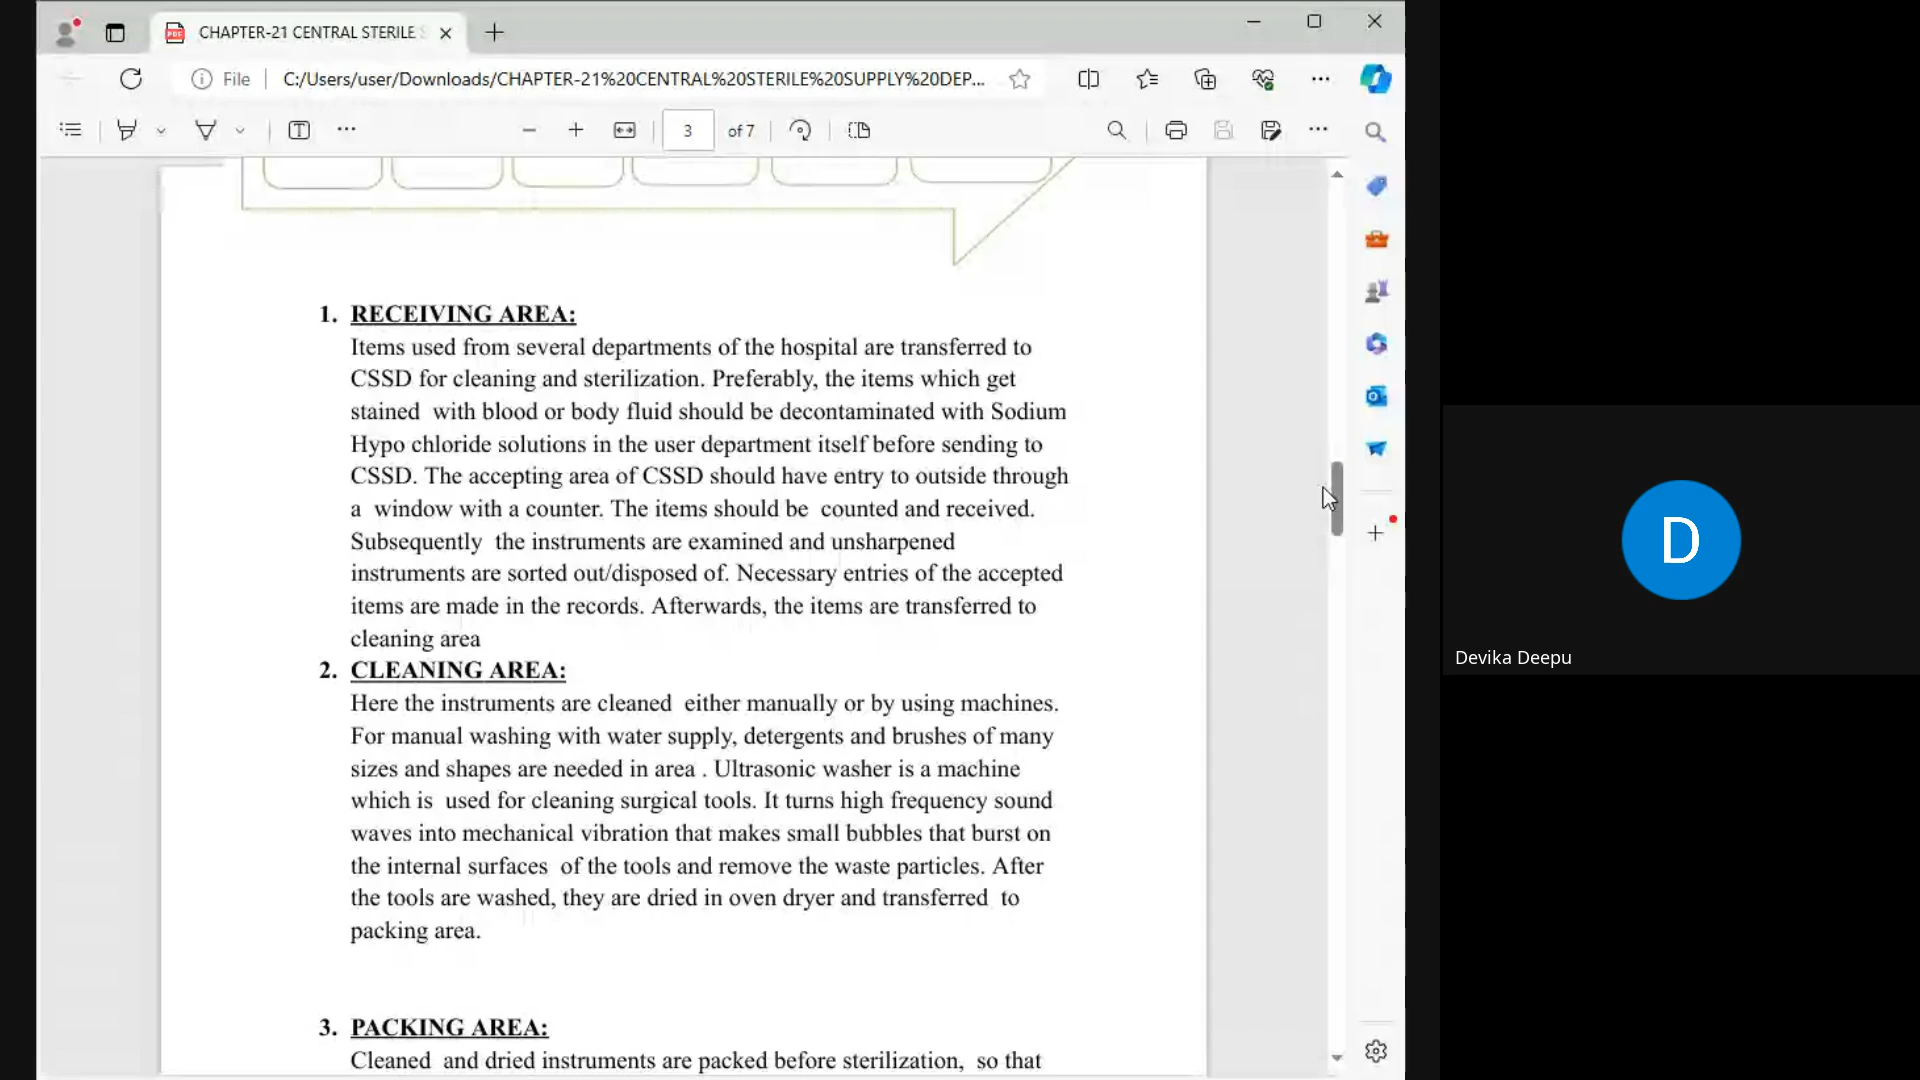 CHAPTER-21 CENTRAL STERILE
File
C:/Users/user/Downloads/CHAPTER-21%20CENTRAL%20STERILE%20SUPPLY%20DEP...
3 of 7
1. RECEIVING AREA:
Items used from several departments of the hospital are transferred to
CSSD for cleaning and sterilization. Preferably, the items which get
stained with blood or body fluid should be decontaminated with Sodium
Hypo chloride solutions in the user department itself before sending to
CSSD. The accepting area of CSSD should have entry to outside through
a window with a counter. The items should be counted and received.
Subsequently the instruments are examined and unsharpened
instruments are sorted out/disposed of. Necessary entries of the accepted
items are made in the records. Afterwards, the items are transferred to
cleaning area
2. CLEANING AREA:
Here the instruments are cleaned either manually or by using machines.
For manual washing with water supply, detergents and brushes of many
sizes and shapes are needed in area . Ultrasonic washer is a machine
which is used for cleaning surgical tools. It turns high frequency sound
waves into mechanical vibration that makes small bubbles that burst on
the internal surfaces of the tools and remove the waste particles. After
the tools are washed, they are dried in oven dryer and transferred to
packing area.
3. PACKING AREA:
Cleaned and dried instruments are packed before sterilization, so that
D
Devika Deepu